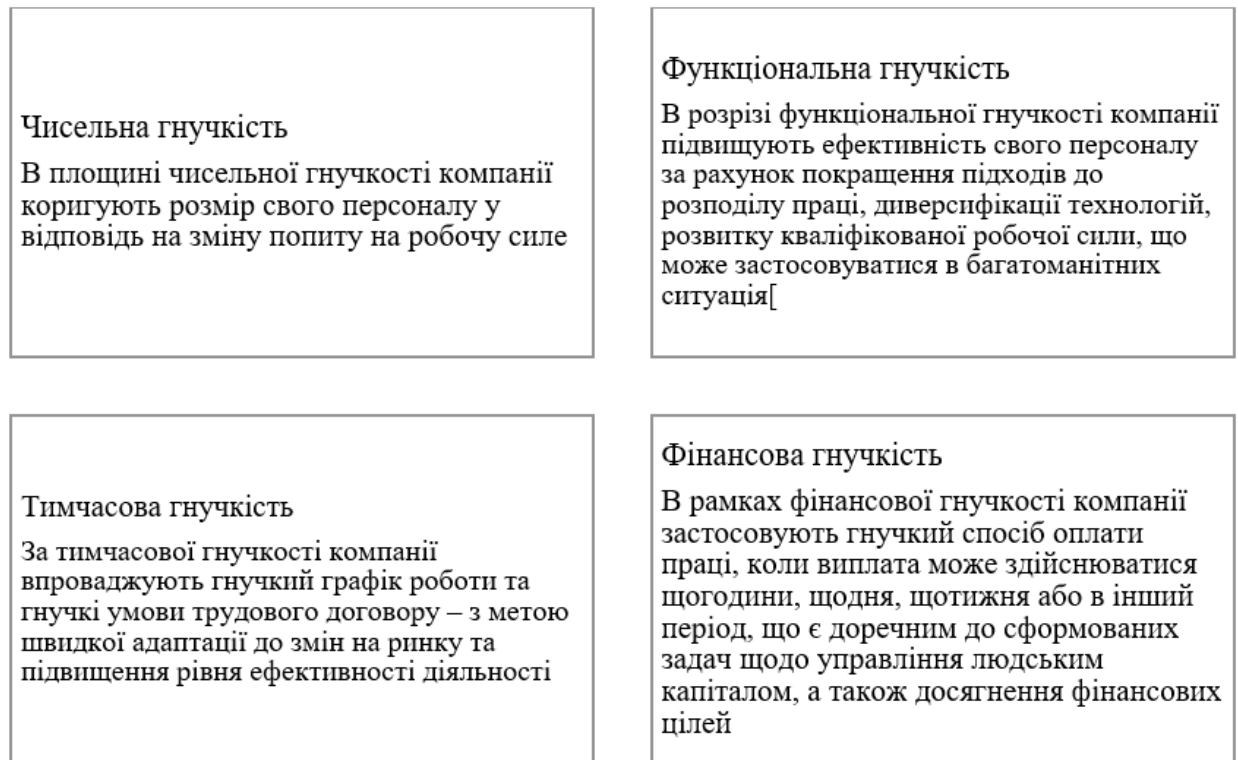 Чисельна гнучкість
В площині чисельної гнучкості компанії
коригують розмір свого персоналу у
відповідь на зміну попиту на робочу силе
Функціональна гнучкість
В розрізі функціональної гнучкості компанії
підвищують ефективність свого персоналу
за рахунок покращення підходів до
розподілу праці, диверсифікації технологій,
розвитку кваліфікованої робочої сили, що
може застосовуватися в багатоманітних
ситуація[
Тимчасова гнучкість
За тимчасової гнучкості компанії
впроваджують гнучкий графік роботи та
гнучкі умови трудового договору – з метою
швидкої адаптації до змін на ринку та
підвищення рівня ефективності діяльності
Фінансова гнучкість
В рамках фінансової гнучкості компанії
застосовують гнучкий спосіб оплати
праці, коли виплата може здійснюватися
щогодини, щодня, щотижня або в інший
період, що є доречним до сформованих
задач щодо управління людським
капіталом, а також досягнення фінансових
цілей